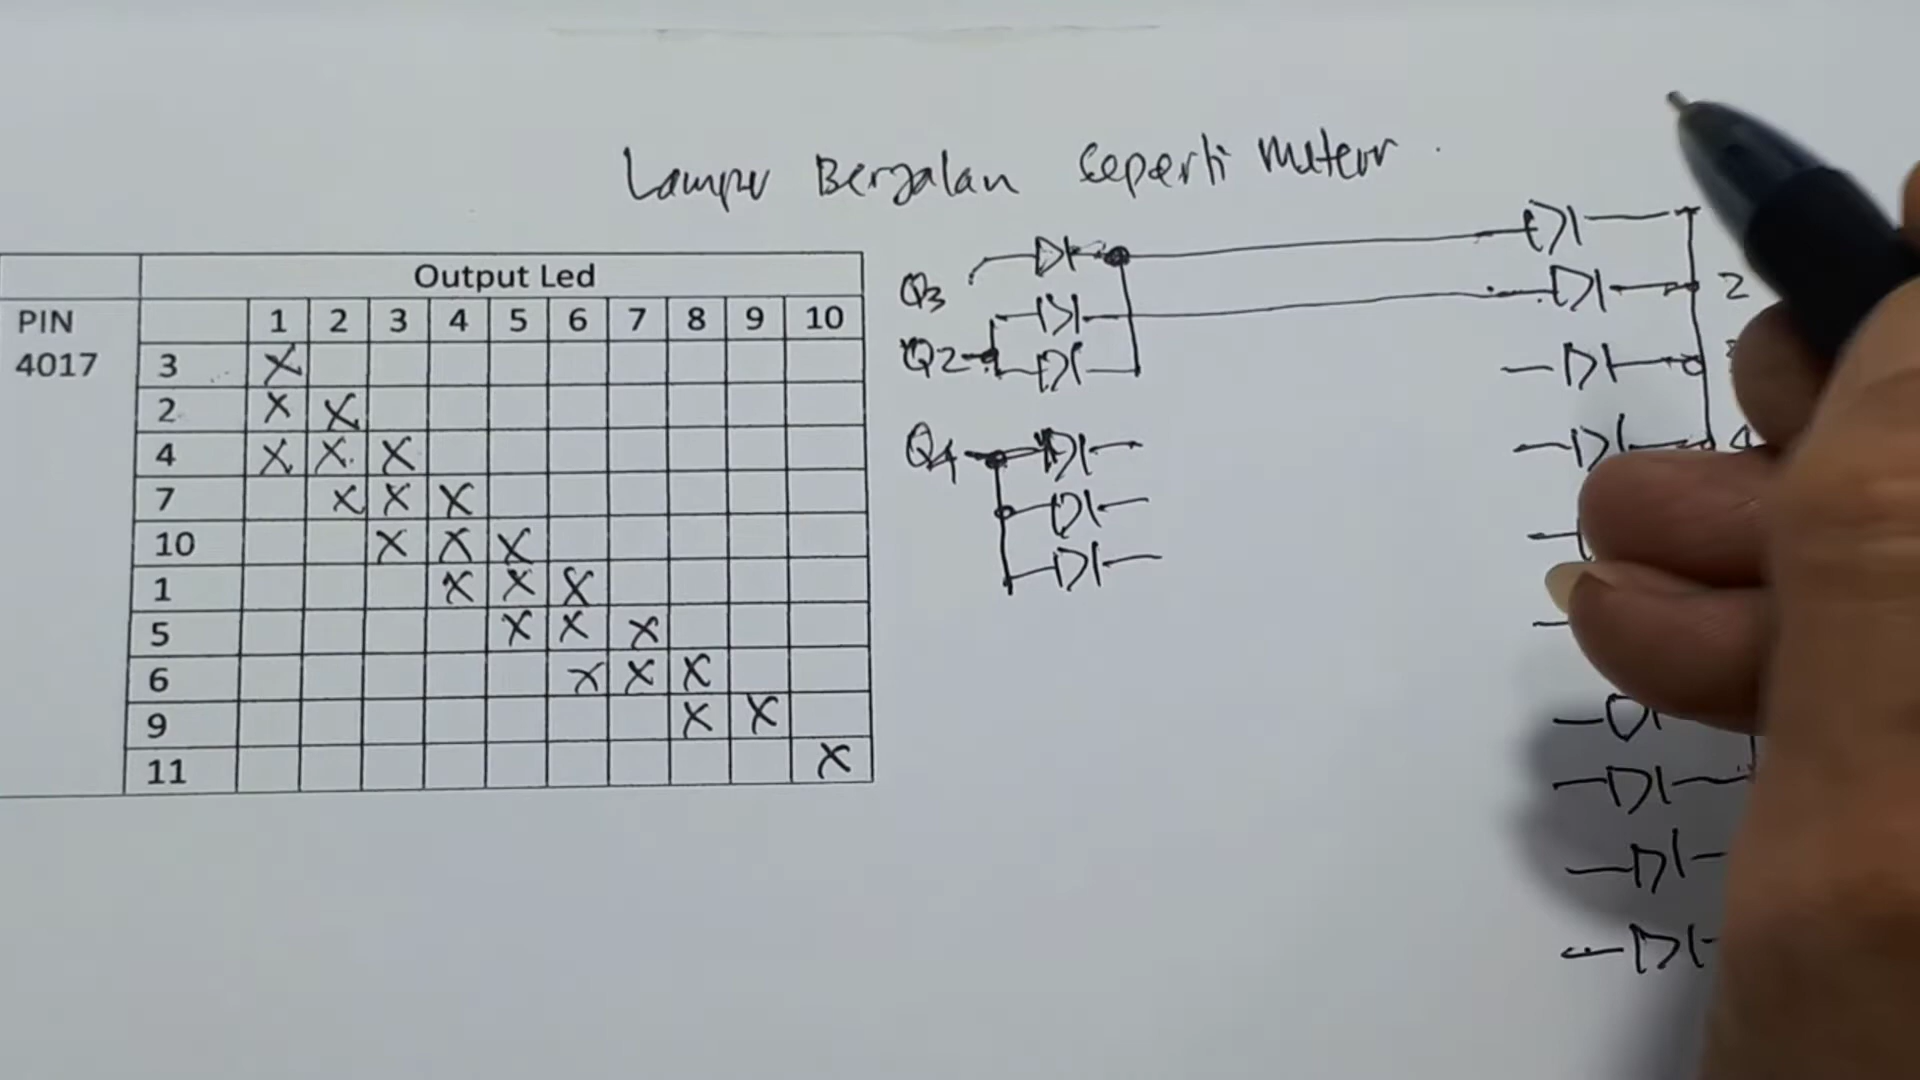 Lampu Berjalan seperti Meteor.
Output Led
PIN 4017
1 2 3 4 5 6 7 8 9 10
3 X
2 X X
4 X X X
7 X X X
10 X X X
1 X X X
5 X X X
6 X X X
9 X X
11 X
Q3
Q2
Q4
2